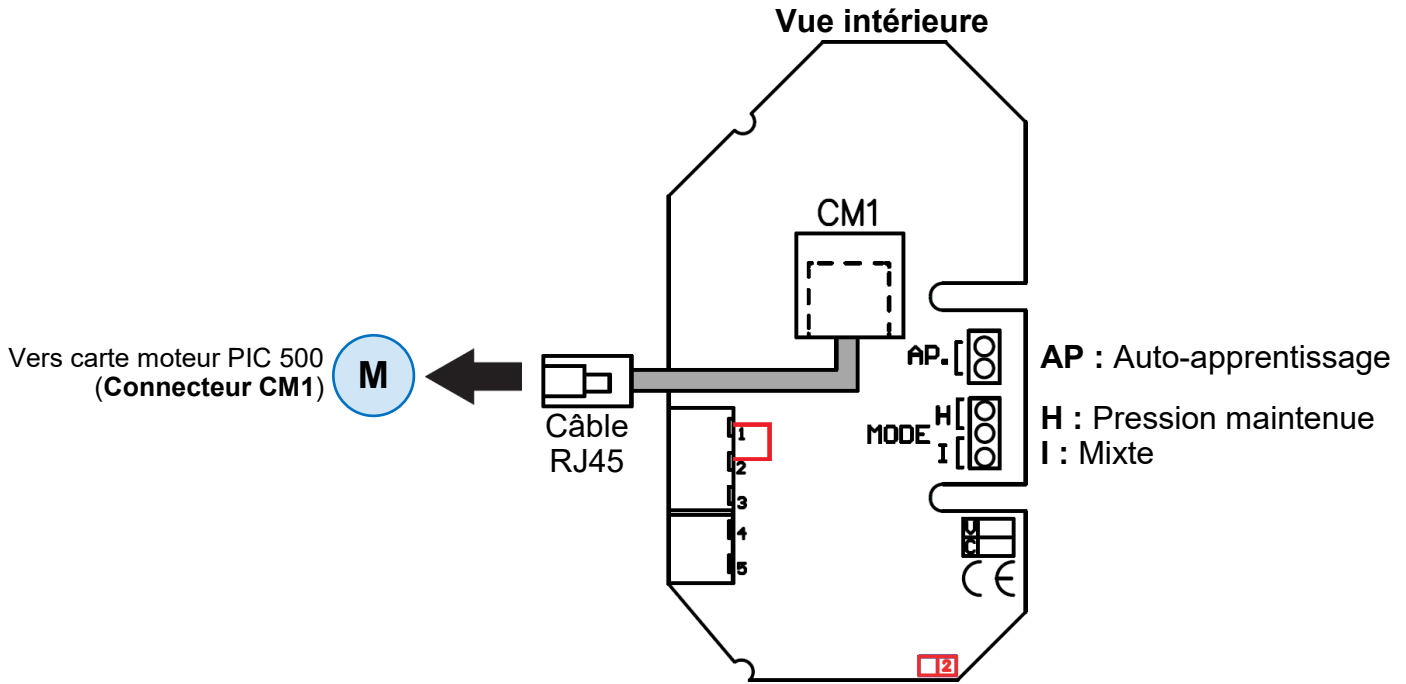 Vue intérieure
CM1
Vers carte moteur PIC 500
(Connecteur CM1)
M
Câble
RJ45
AP.
AP : Auto-apprentissage
MODE
H
I
H : Pression maintenue
I : Mixte
1
2
3
4
5
V
C
CE
2